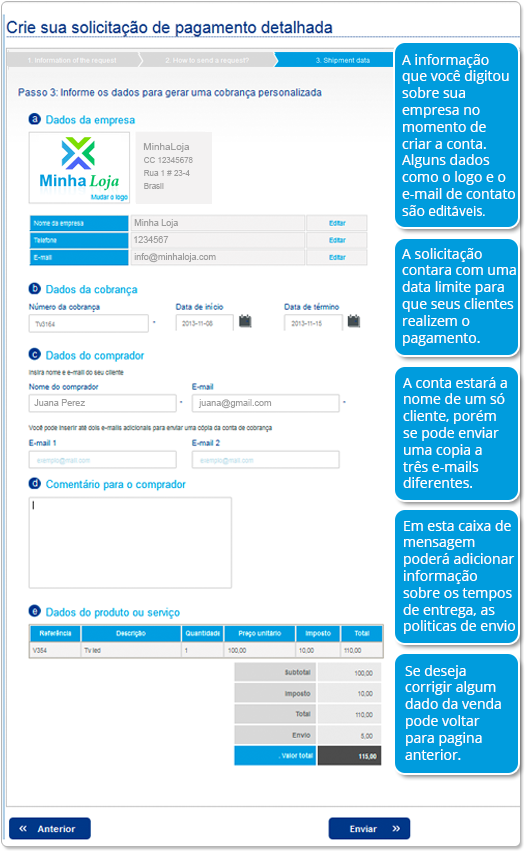 Crie sua solicitação de pagamento detalhada
1. Information of the request
2. How to send a request?
3. Shipment data
Passo 3: Informe os dados para gerar uma cobrança personalizada
a Dados da empresa
Minha Loja
Mudar o logo
MinhaLoja
CC 12345678
Rua 1 # 23-4
Brasil
Nome da empresa Minha Loja Editar
Telefone 1234567 Editar
E-mail info@minhaloja.com Editar
b Dados da cobrança
Número da cobrança Data de início Data de término
TV3164 * 2013-11-06 2013-11-15
c Dados do comprador
Insira nome e e-mail do seu cliente
Nome do comprador E-mail
Juana Perez * juana@gmail.com *
Você pode inserir até dois e-mails adicionais para enviar uma cópia da conta de cobrança
E-mail 1 E-mail 2
exemplo@mail.com exemplo@mail.com
d Comentário para o comprador
e Dados do produto ou serviço
Referência Descrição Quantidade Preço unitário Imposto Total
V354 Tv led 1 100,00 10,00 110,00
Subtotal 100,00
Imposto 10,00
Total 110,00
Envio 5,00
. Valor total 115,00
« Anterior
Enviar »
A informação
que você digitou
sobre sua
empresa no
momento de
criar a conta.
Alguns dados
como o logo e o
e-mail de contato
são editáveis.
A solicitação
contara com uma
data limite para
que seus clientes
realizem o
pagamento.
A conta estará a
nome de um só
cliente, porém
se pode enviar
uma copia a
três e-mails
diferentes.
Em esta caixa de
mensagem
poderá adicionar
informação
sobre os tempos
de entrega, as
politicas de envio
Se deseja
corrigir algum
dado da venda
pode voltar
para pagina
anterior.